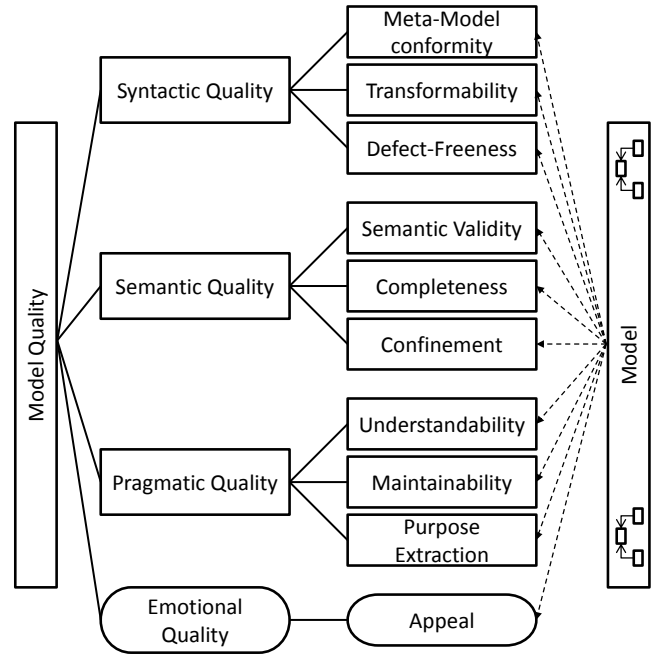 Model Quality
Syntactic Quality
Meta-Model
conformity
Transformability
Defect-Freeness
Semantic Quality
Semantic Validity
Completeness
Confinement
Pragmatic Quality
Understandability
Maintainability
Purpose
Extraction
Emotional
Quality
Appeal
Model